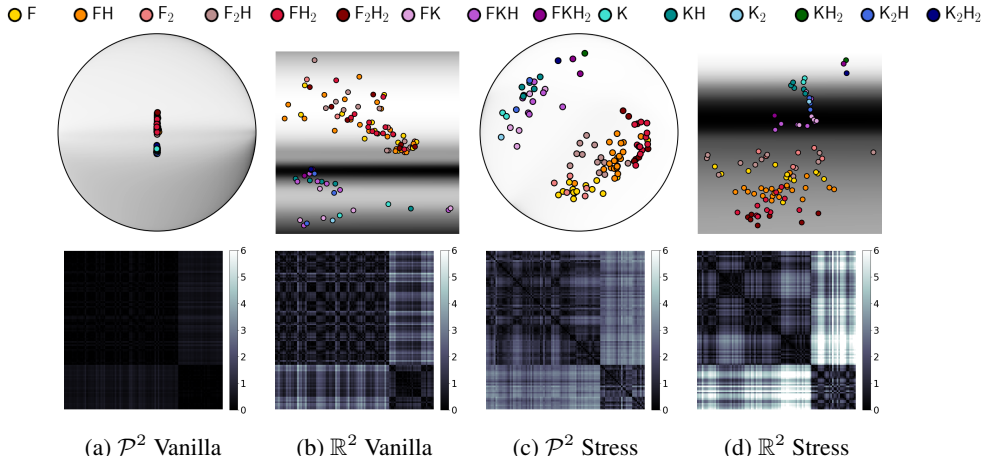 F FH F₂ F₂H FH₂ F₂H₂ FK FKH FKH₂ K KH K₂ KH₂ K₂H K₂H₂
6 6 6 6
5 5 5 5
4 4 4 4
3 3 3 3
2 2 2 2
1 1 1 1
0 0 0 0
(a) 𝒫² Vanilla (b) ℝ² Vanilla (c) 𝒫² Stress (d) ℝ² Stress